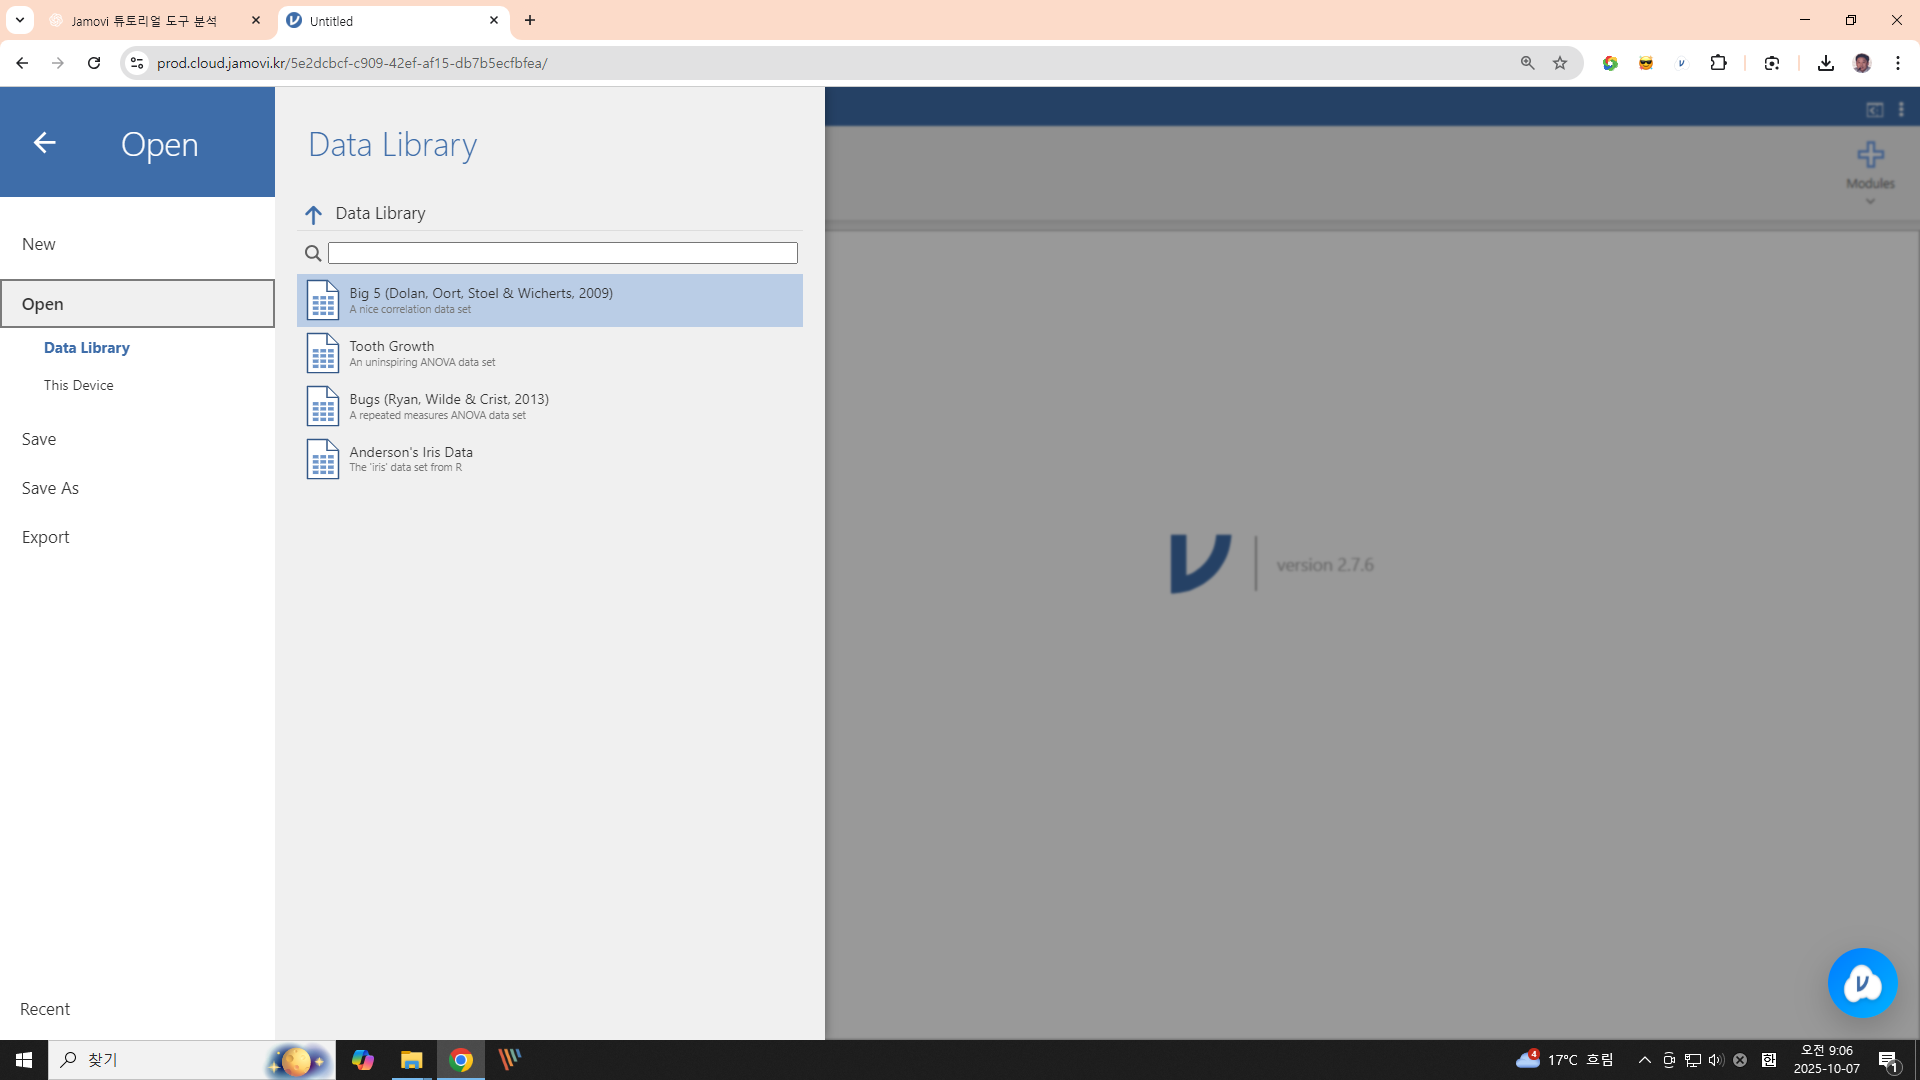 Jamovi 튜토리얼 도구 분석
Untitled
prod.cloud.jamovi.kr/5e2dcbcf-c909-42ef-af15-db7b5ecfbfea/
Open
Data Library
Modules
Data Library
New
Big 5 (Dolan, Oort, Stoel & Wicherts, 2009)
A nice correlation data set
Open
Tooth Growth
An uninspiring ANOVA data set
Data Library
This Device
Bugs (Ryan, Wilde & Crist, 2013)
A repeated measures ANOVA data set
Save
Anderson's Iris Data
The 'iris' data set from R
Save As
Export
version 2.7.6
Recent
찾기
4
17°C 흐림
한
오전 9:06
2025-10-07
1